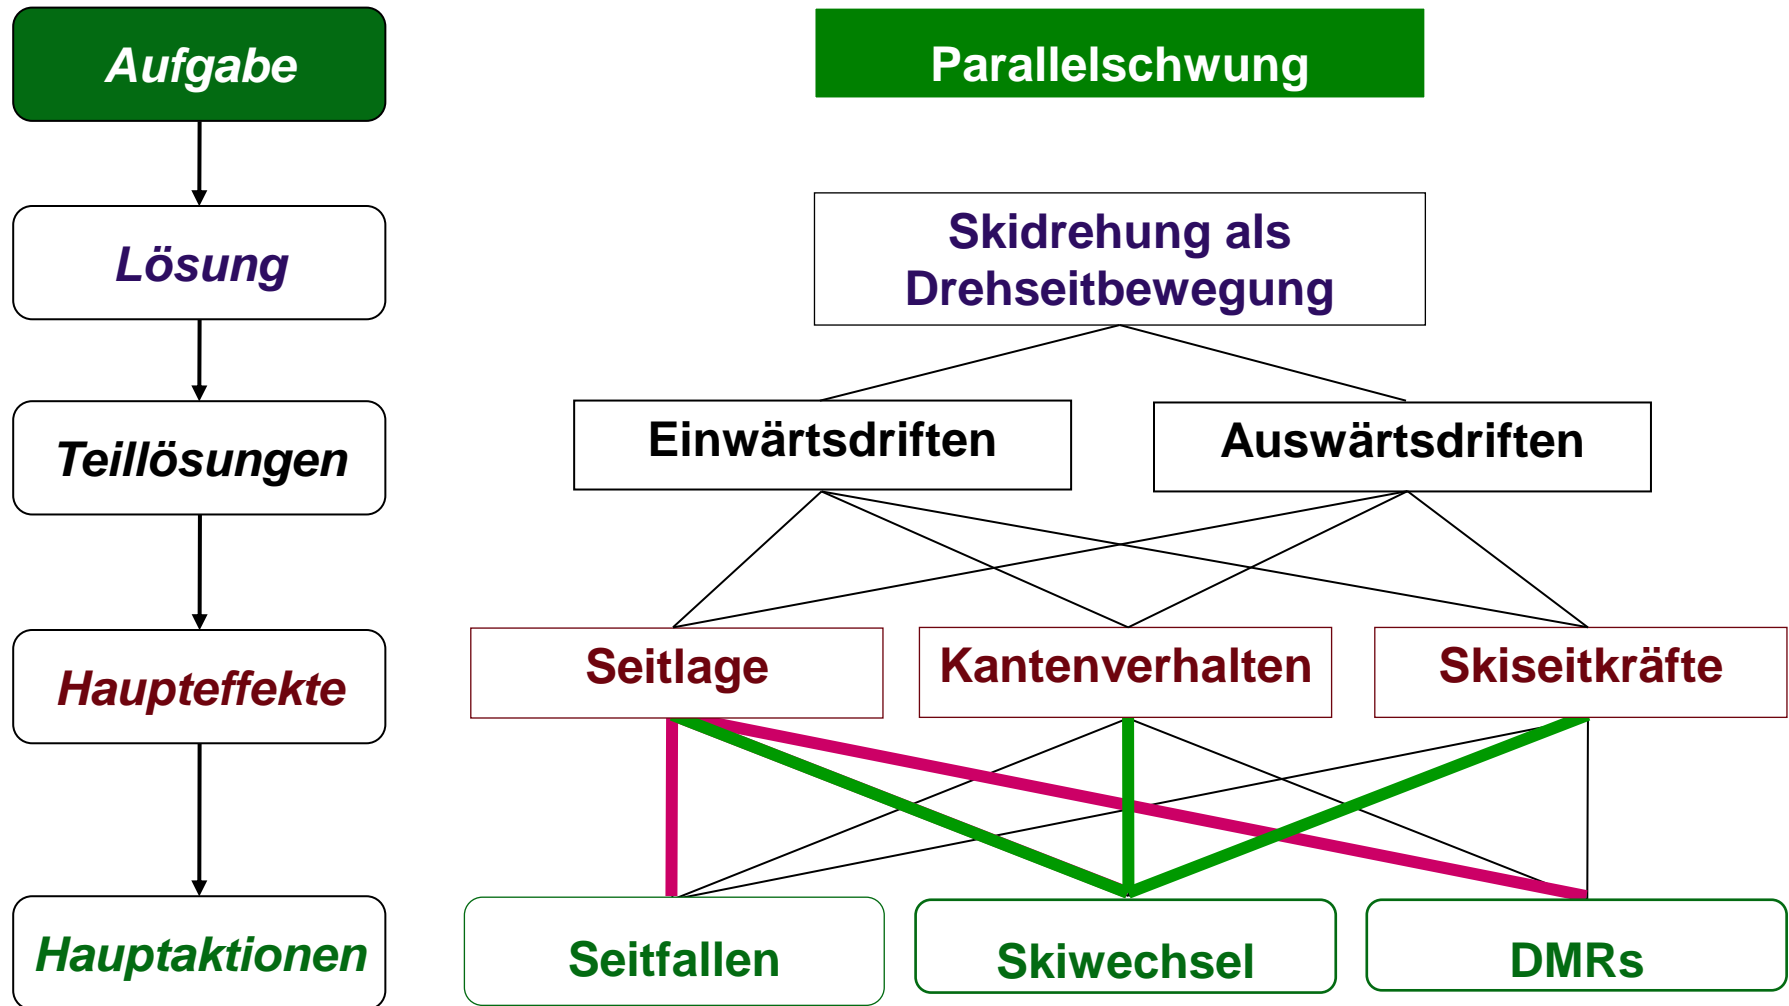 Aufgabe
Parallelschwung
Lösung
Skidrehung als
Drehseitbewegung
Teillösungen
Einwärtsdriften
Auswärtsdriften
Haupteffekte
Seitlage
Kantenverhalten
Skiseitkräfte
Hauptaktionen
Seitfallen
Skiwechsel
DMRs